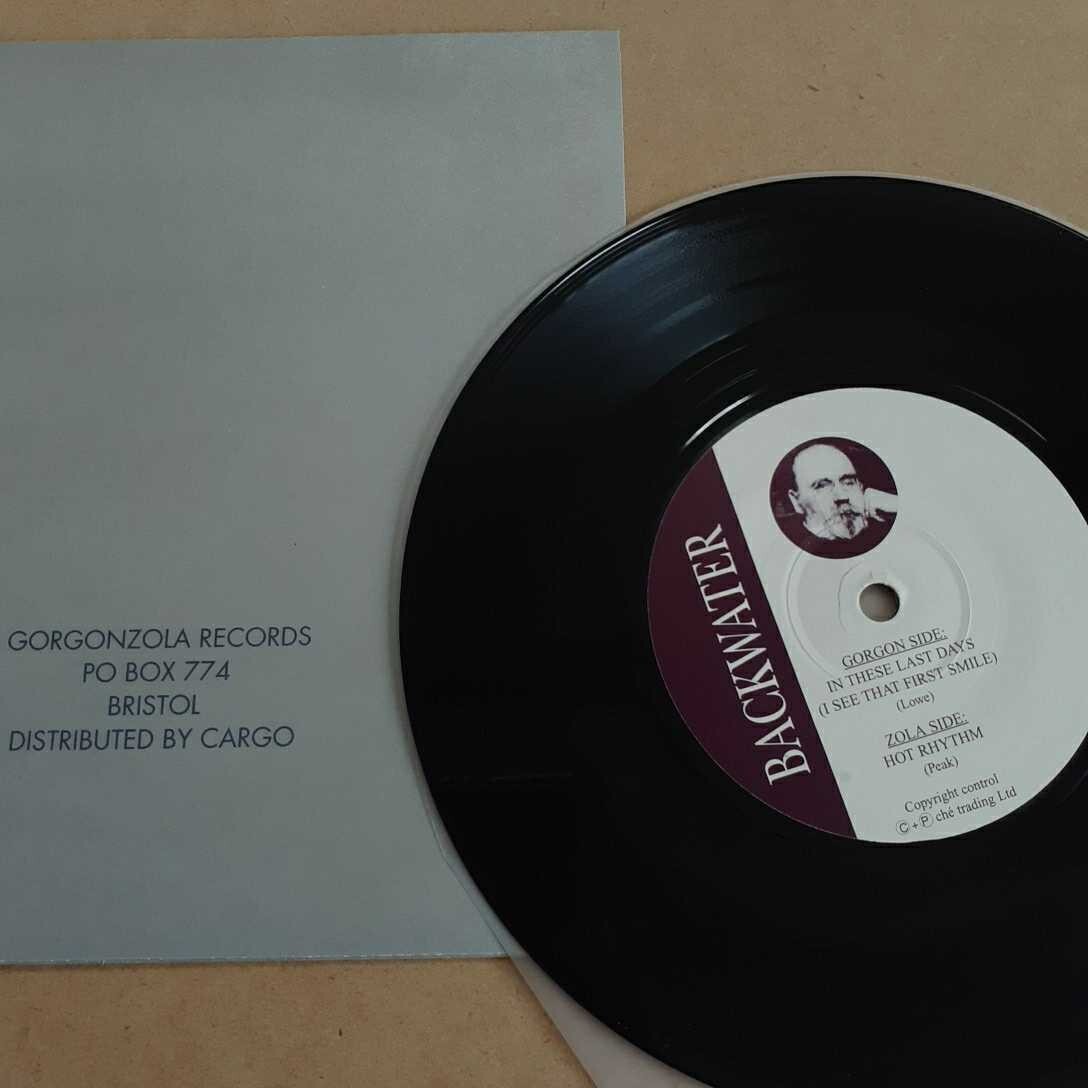 GORGONZOLA RECORDS
PO BOX 774
BRISTOL
DISTRIBUTED BY CARGO
BACKWATER
GORGON SIDE:
IN THESE LAST DAYS
(I SEE THAT FIRST SMILE)
(Lowe)
ZOLA SIDE:
HOT RHYTHM
(Peak)
Copyright control
Ⓒ + Ⓟ ché trading Ltd